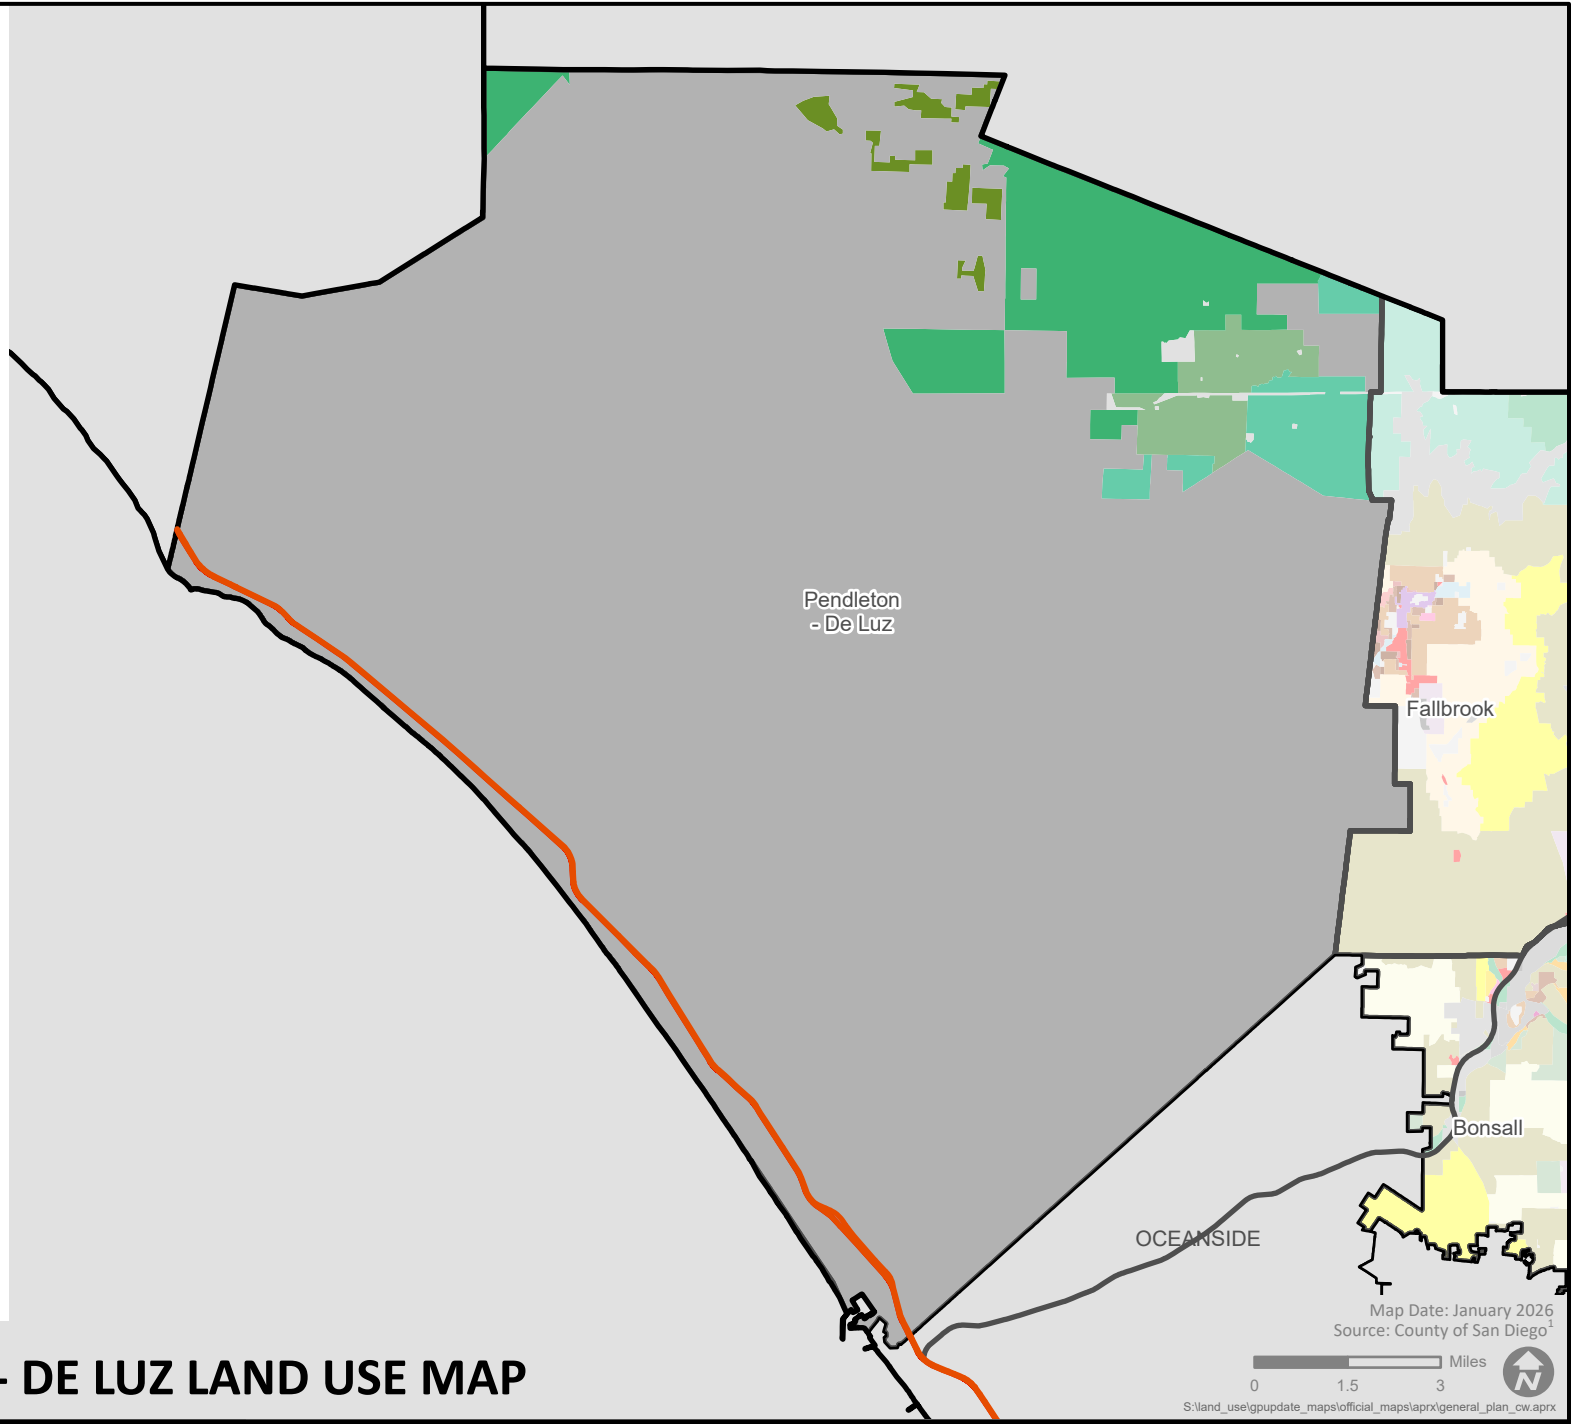 Pendleton
- De Luz
Fallbrook
Bonsall
OCEANSIDE
Map Date: January 2026
Source: County of San Diego1
Miles
0 1.5 3
N
S:\land_use\gpupdate_maps\official_maps\aprx\general_plan_cw.aprx
- DE LUZ LAND USE MAP